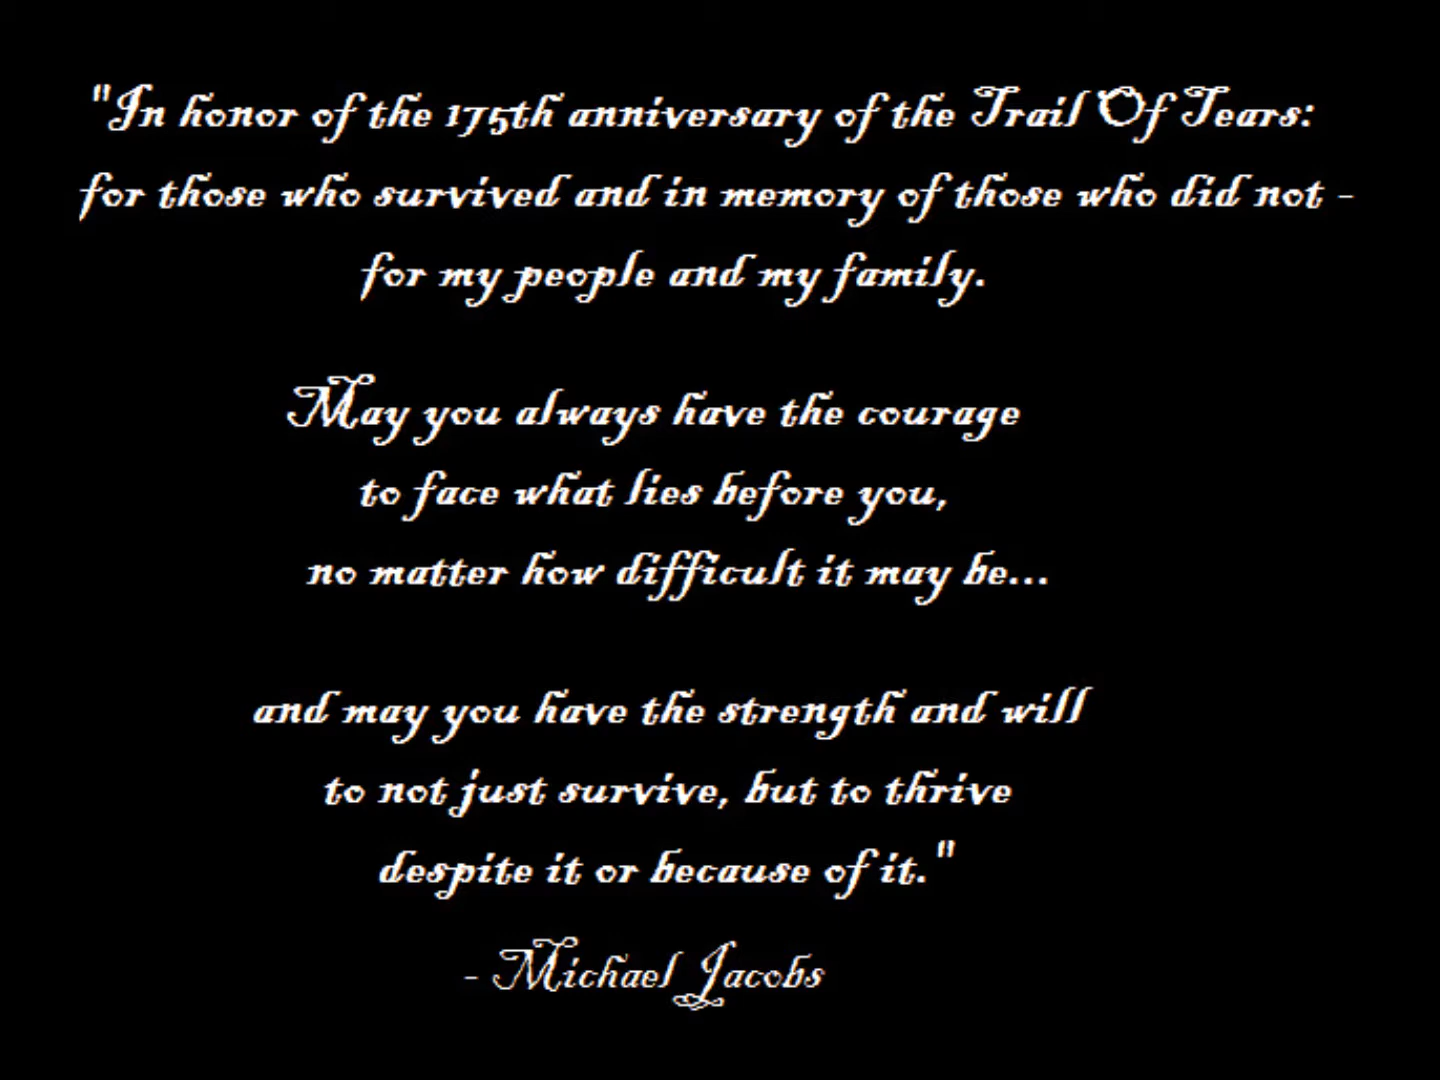 "In honor of the 175th anniversary of the Trail Of Tears:
for those who survived and in memory of those who did not -
for my people and my family.
May you always have the courage
to face what lies before you,
no matter how difficult it may be...
and may you have the strength and will
to not just survive, but to thrive
despite it or because of it."
- Michael Jacobs